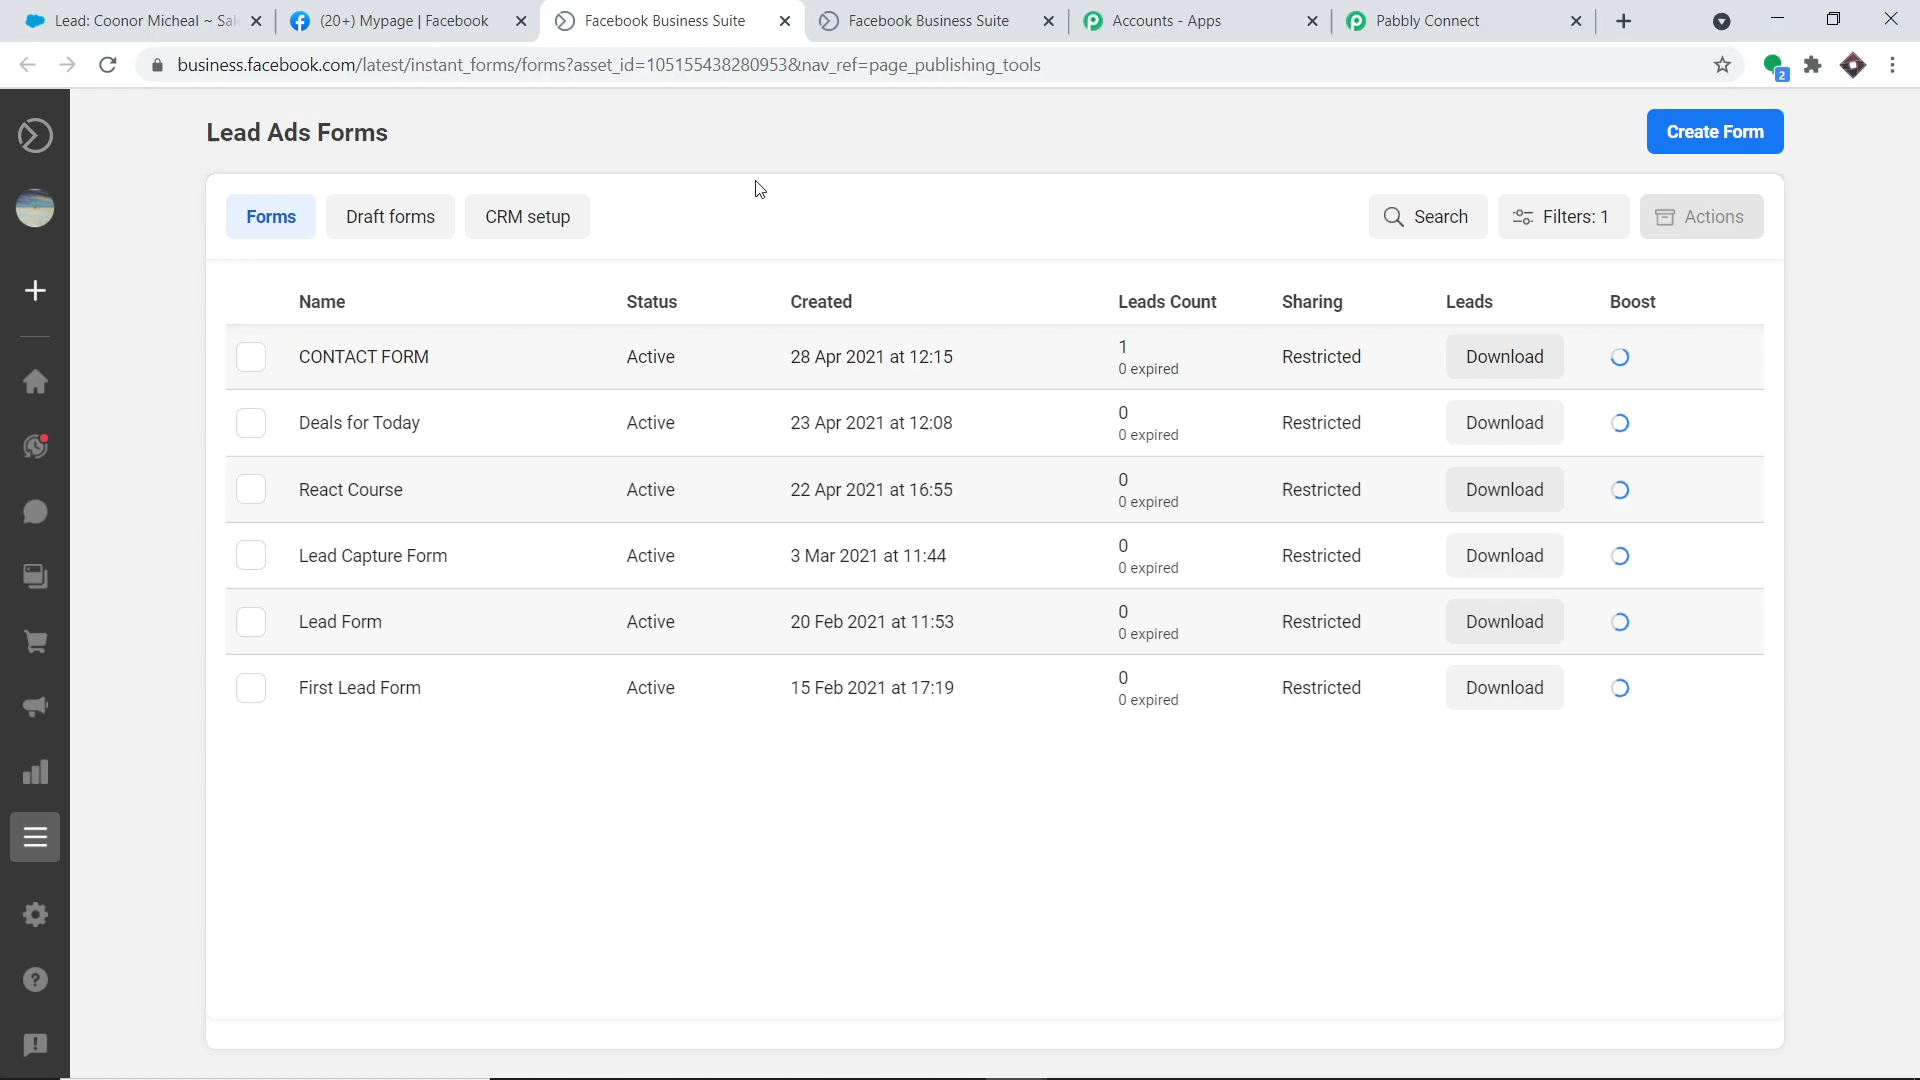 Lead: Coonor Micheal ~ Sal
(20+) Mypage | Facebook
Facebook Business Suite
Facebook Business Suite
Accounts - Apps
Pabbly Connect
business.facebook.com/latest/instant_forms/forms?asset_id=105155438280953&nav_ref=page_publishing_tools
2
Lead Ads Forms
Create Form
Forms
Draft forms
CRM setup
Search
Filters: 1
Actions
Name Status Created Leads Count Sharing Leads Boost
CONTACT FORM Active 28 Apr 2021 at 12:15 1 Restricted Download
0 expired
Deals for Today Active 23 Apr 2021 at 12:08 0 Restricted Download
0 expired
React Course Active 22 Apr 2021 at 16:55 0 Restricted Download
0 expired
Lead Capture Form Active 3 Mar 2021 at 11:44 0 Restricted Download
0 expired
Lead Form Active 20 Feb 2021 at 11:53 0 Restricted Download
0 expired
First Lead Form Active 15 Feb 2021 at 17:19 0 Restricted Download
0 expired